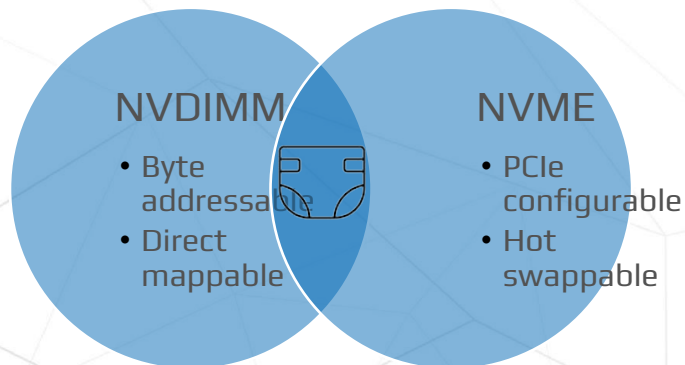 NVDIMM
• Byte
addressable
• Direct
mappable
NVME
• PCIe
configurable
• Hot
swappable